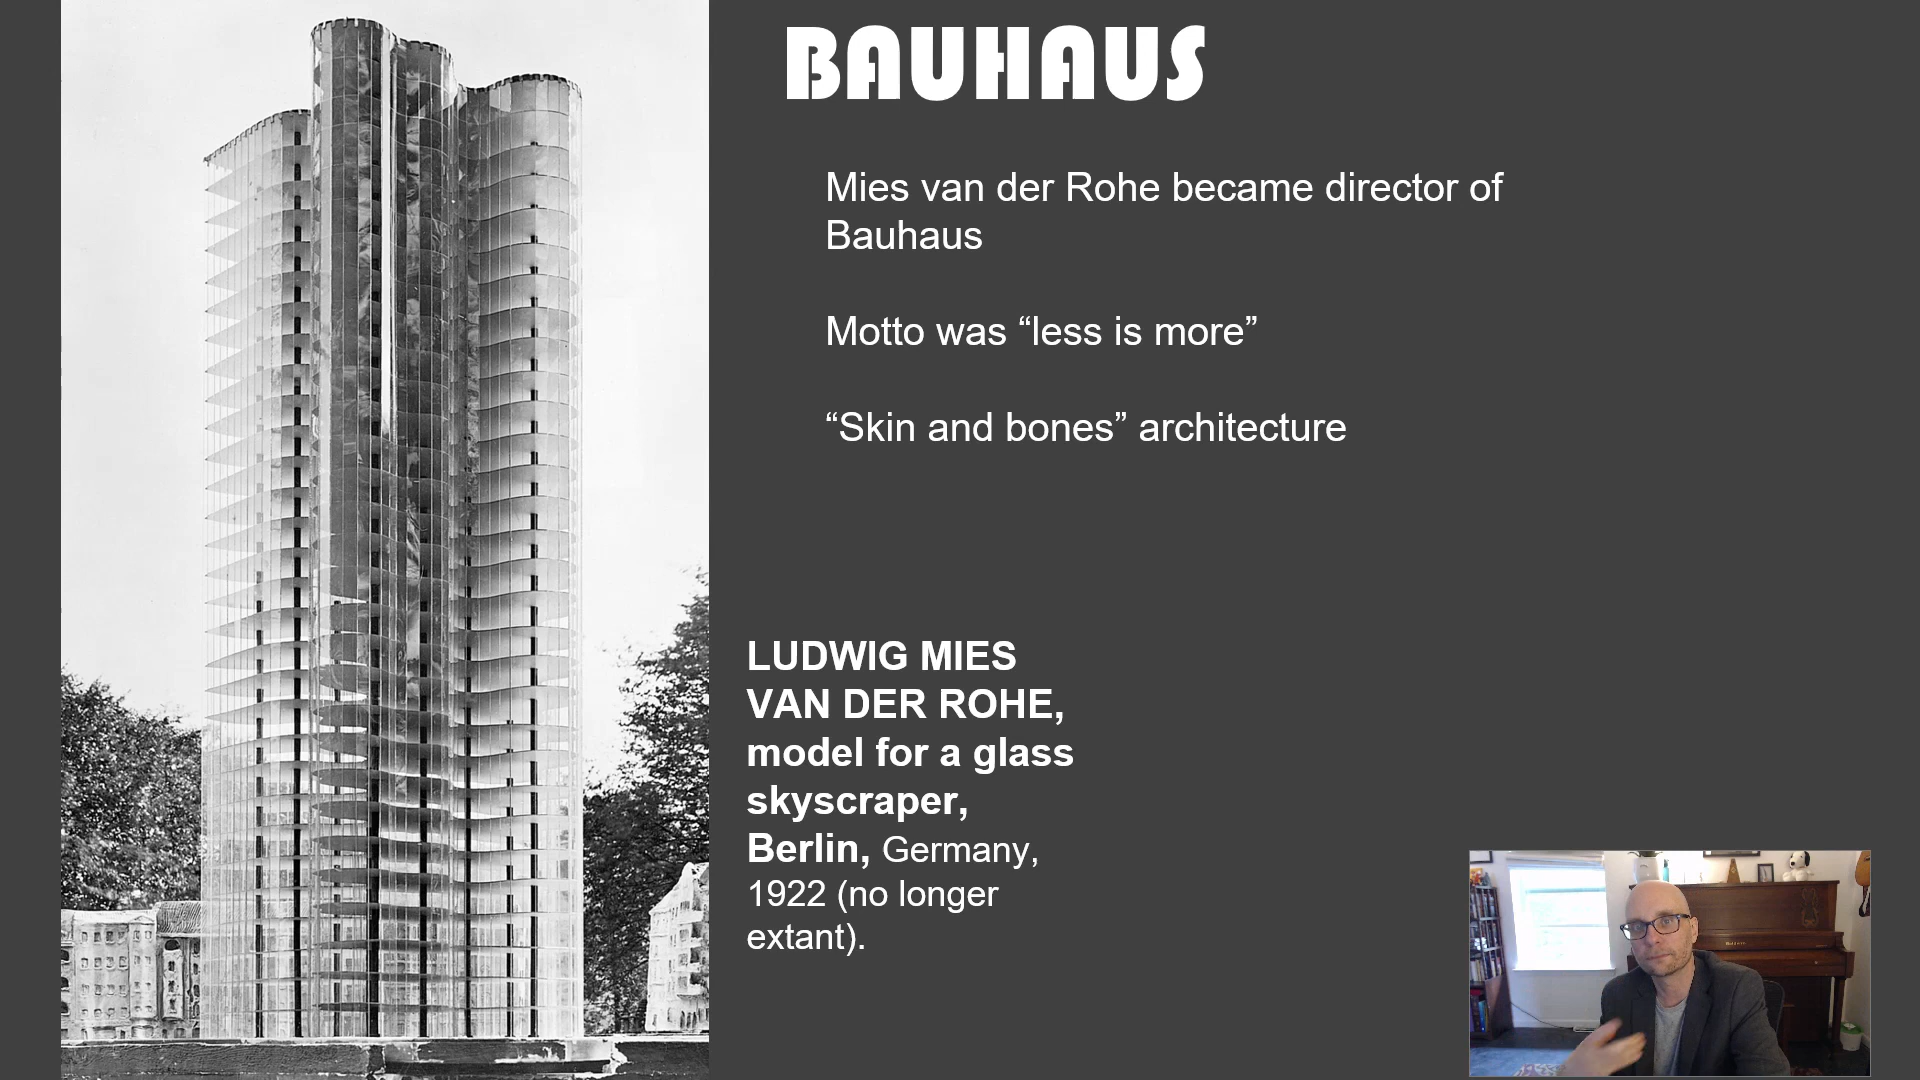 BAUHAUS
Mies van der Rohe became director of
Bauhaus
Motto was “less is more”
“Skin and bones” architecture
LUDWIG MIES
VAN DER ROHE,
model for a glass
skyscraper,
Berlin, Germany,
1922 (no longer
extant).